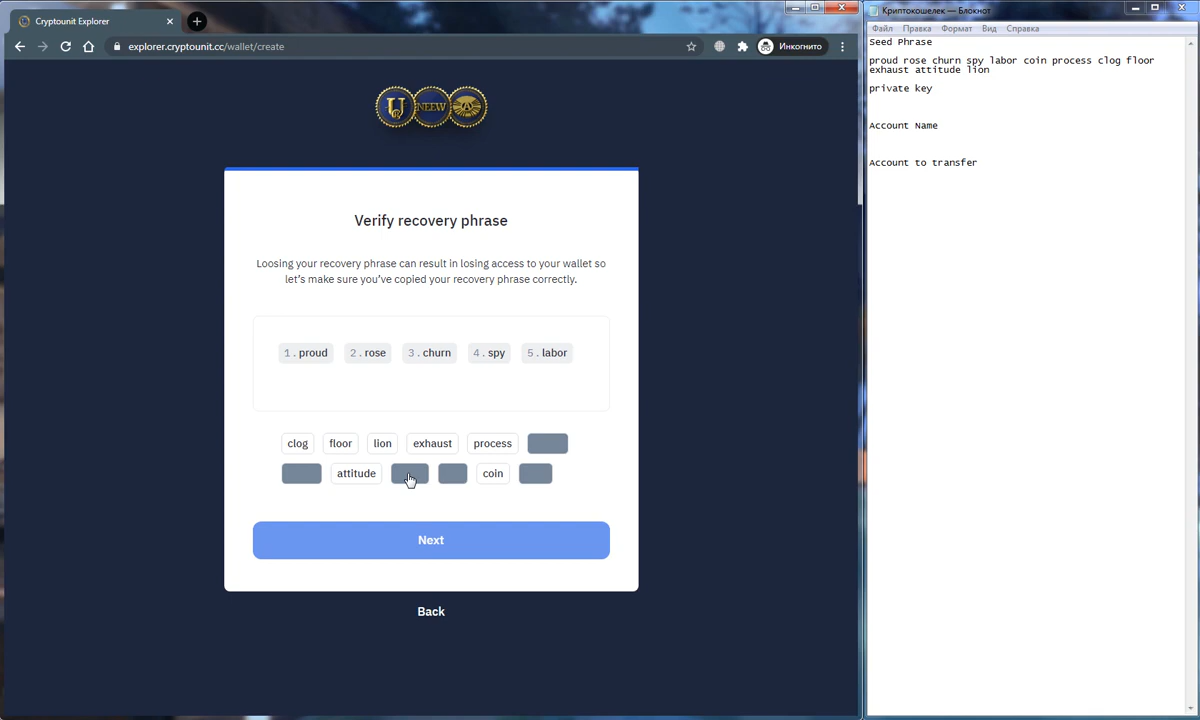 Cryptounit Explorer
explorer.cryptounit.cc/wallet/create
Инкогнито
U
NEEW
Verify recovery phrase
Loosing your recovery phrase can result in losing access to your wallet so
let's make sure you've copied your recovery phrase correctly.
1. proud 2. rose 3. churn 4. spy 5. labor
clog floor lion exhaust process
attitude coin
Next
Back
Криптокошелек — Блокнот
Файл Правка Формат Вид Справка
Seed Phrase
proud rose churn spy labor coin process clog floor
exhaust attitude lion
private key
Account Name
Account to transfer